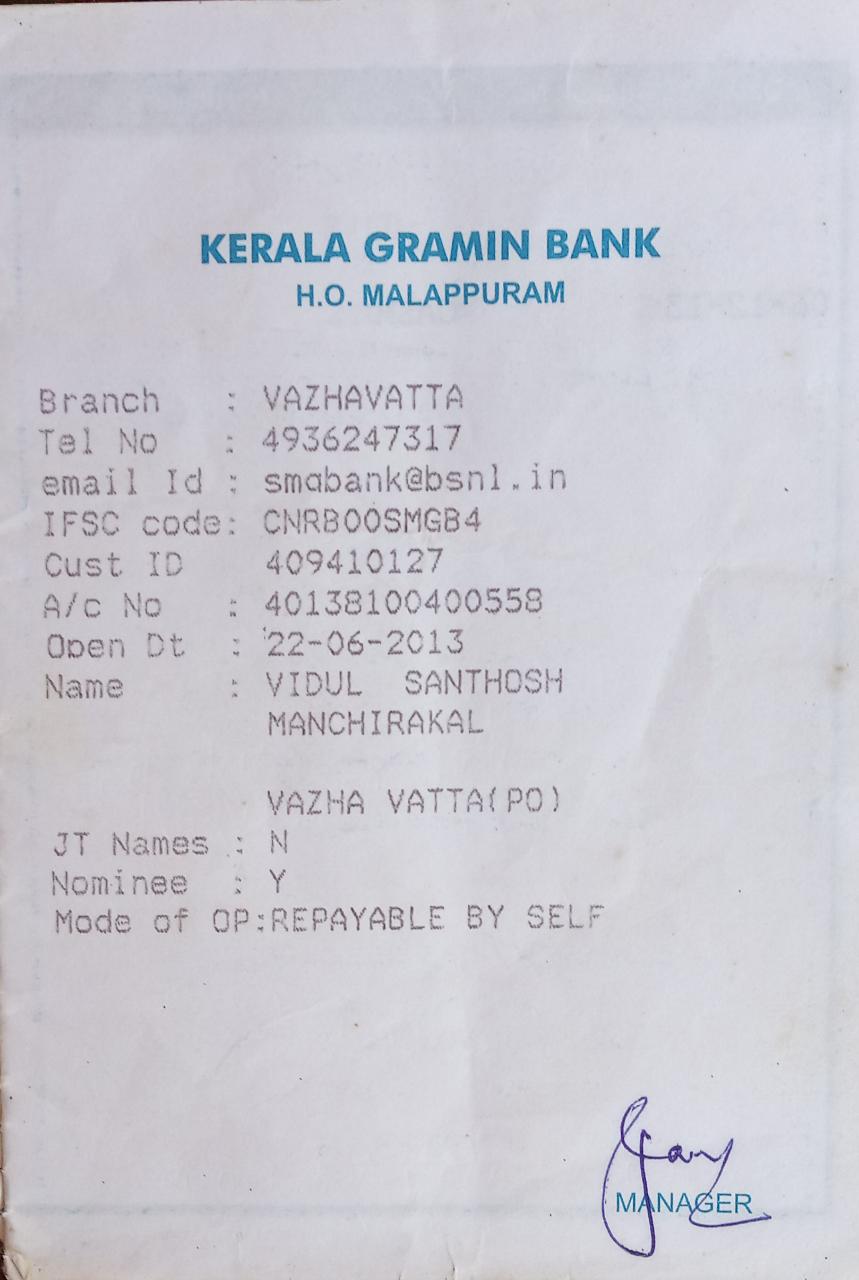 KERALA GRAMIN BANK
H.O. MALAPPURAM
Branch : VAZHAVATTA
Tel No : 4936247317
email Id : smgbank@bsnl.in
IFSC code: CNRB00SMGB4
Cust ID 409410127
A/c No : 40138100400558
Open Dt : 22-06-2013
Name : VIDUL SANTHOSH
MANCHIRAKAL
VAZHA VATTA(PO)
JT Names : N
Nominee : Y
Mode of OP:REPAYABLE BY SELF
MANAGER